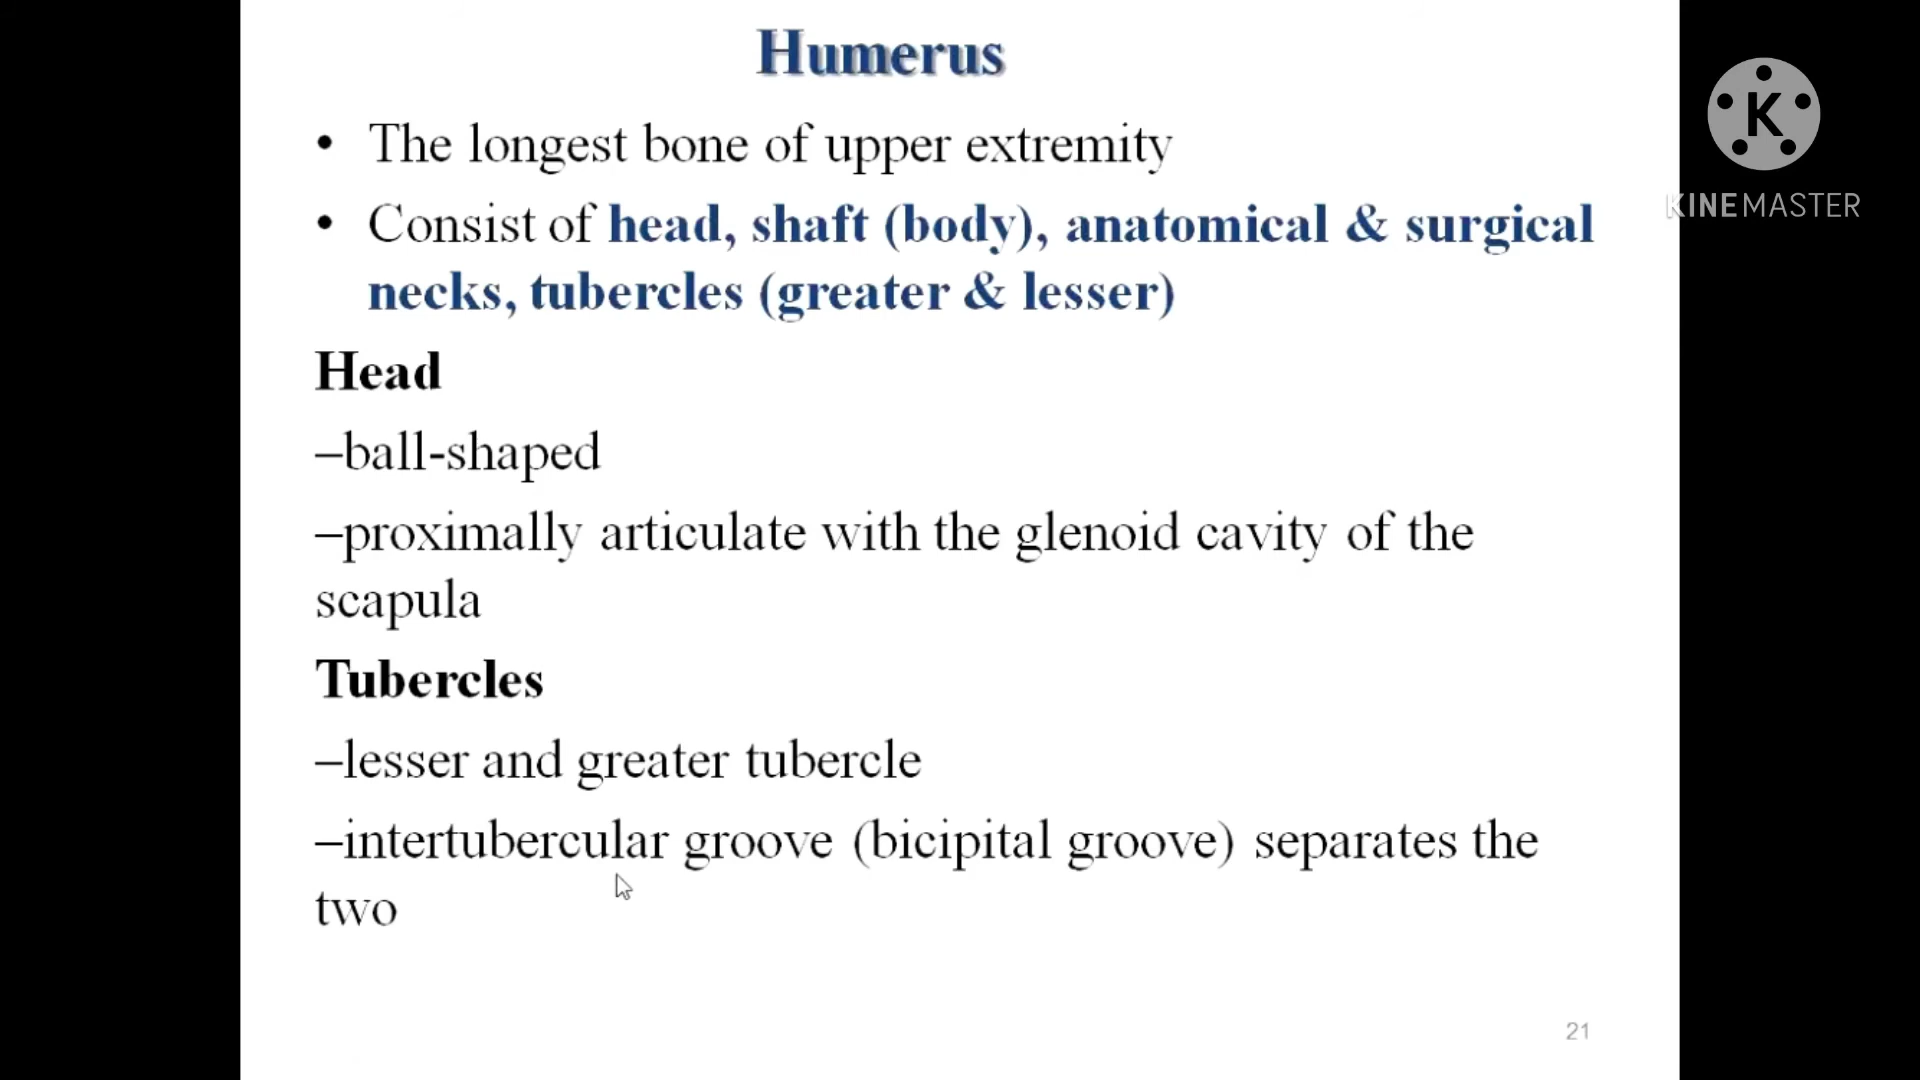 Humerus
• The longest bone of upper extremity
• Consist of head, shaft (body), anatomical & surgical
necks, tubercles (greater & lesser)
Head
–ball-shaped
–proximally articulate with the glenoid cavity of the
scapula
Tubercles
–lesser and greater tubercle
–intertubercular groove (bicipital groove) separates the
two
21
K
KINEMASTER